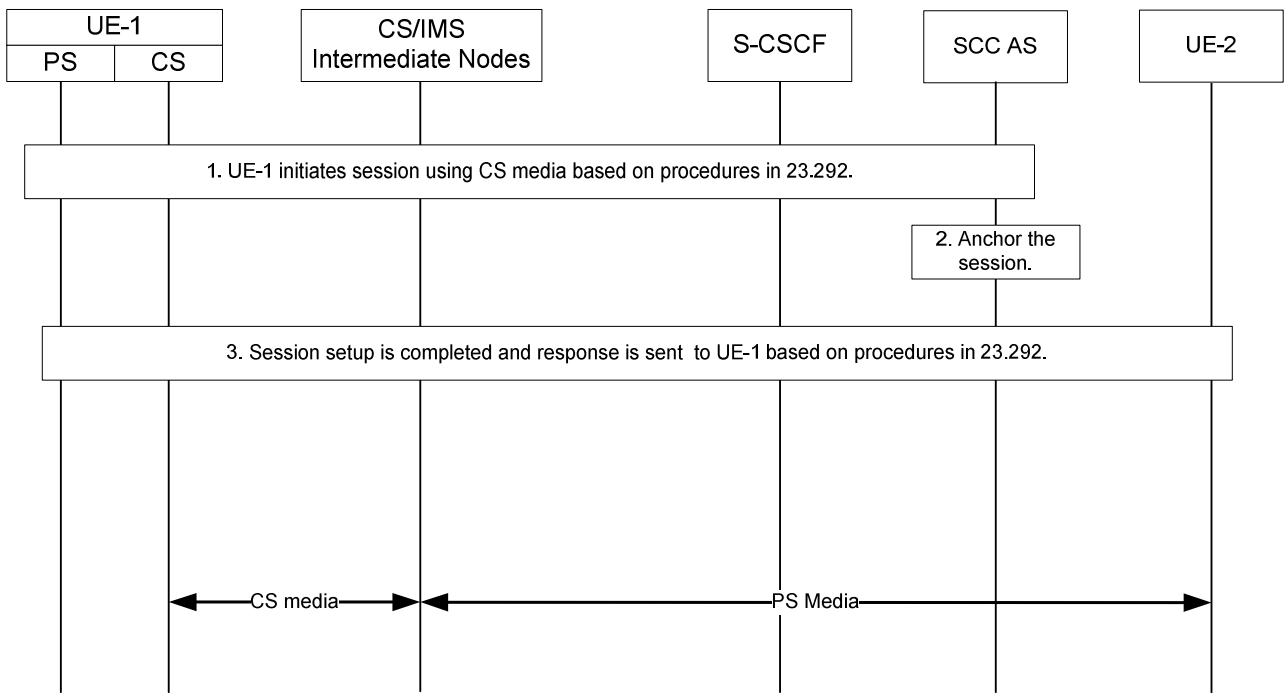 UE-1
PS
CS
CS/IMS
Intermediate Nodes
S-CSCF
SCC AS
UE-2
1. UE-1 initiates session using CS media based on procedures in 23.292.
2. Anchor the
session.
3. Session setup is completed and response is sent to UE-1 based on procedures in 23.292.
CS media
PS Media